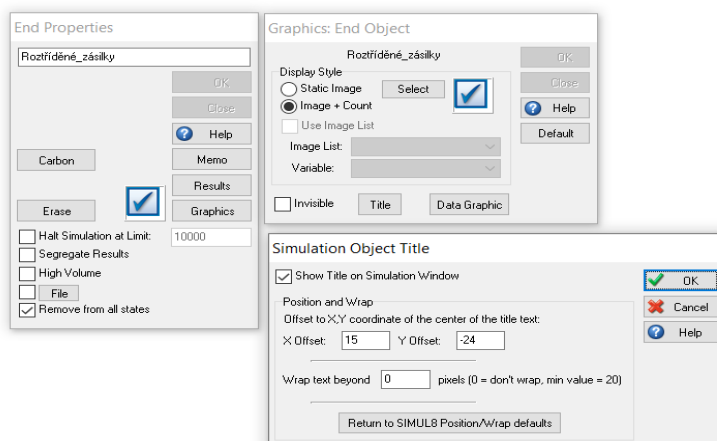 End Properties
Roztříděné_zásilky
OK
Close
Help
Carbon
Memo
Results
Erase
Graphics
Halt Simulation at Limit: 10000
Segregate Results
High Volume
File
Remove from all states
Graphics: End Object
Roztříděné_zásilky
OK
Display Style
Static Image
Select
Close
Image + Count
Help
Use Image List
Default
Image List:
Variable:
Invisible
Title
Data Graphic
Simulation Object Title
Show Title on Simulation Window
OK
Position and Wrap
Cancel
Offset to X,Y coordinate of the center of the title text:
Help
X Offset: 15 Y Offset: -24
Wrap text beyond 0 pixels (0 = don't wrap, min value = 20)
Return to SIMUL8 Position/Wrap defaults